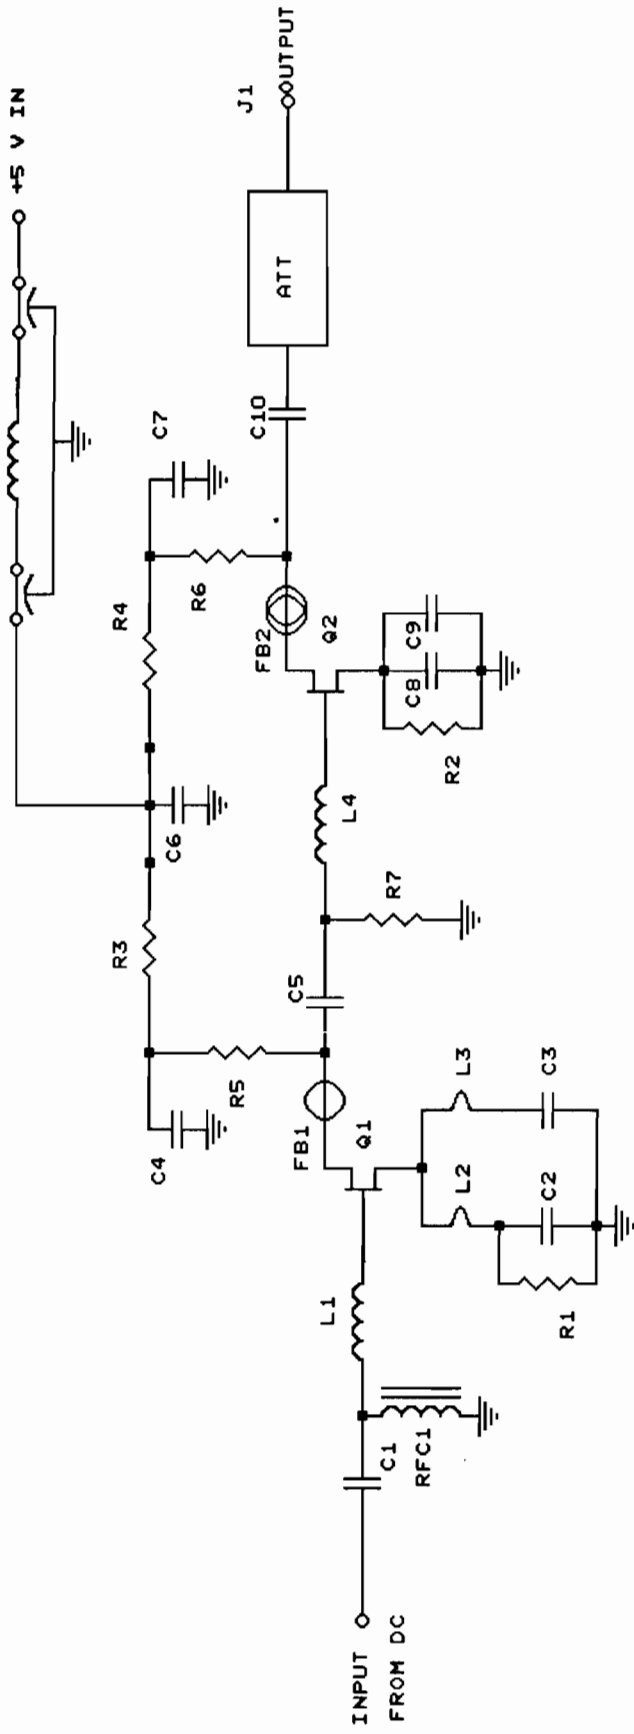 +5 V IN
J1
OUTPUT
ATT
C10
C7
R4
R6
FB2
Q2
C9
C8
R2
C6
L4
R3
R7
C5
R5
C4
FB1
Q1
L3
C3
L2
C2
R1
L1
C1
RFC1
INPUT
FROM DC